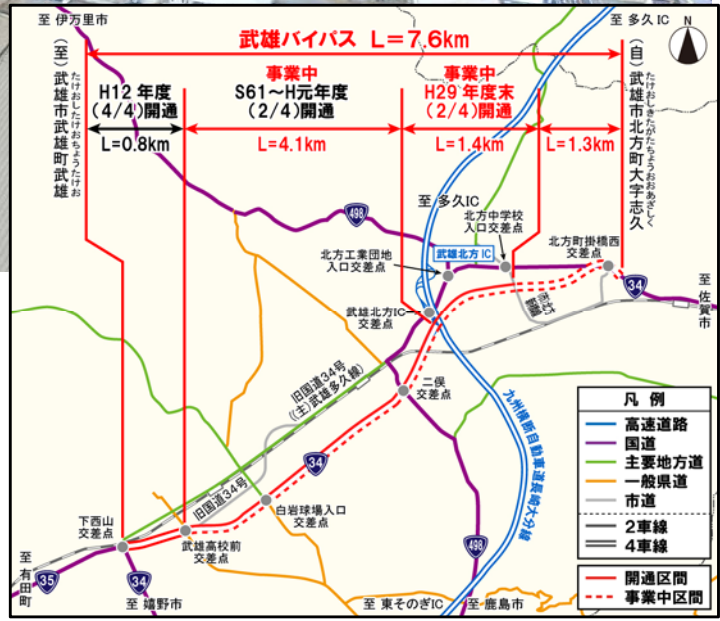 至 伊万里市
至 多久IC
N
武雄バイパス L=7.6km
(至)武雄市武雄町武雄
たけおしたけおちょうたけお
H12 年度
(4/4)開通
L=0.8km
事業中
S61～H元年度
(2/4)開通
L=4.1km
事業中
H29年度末
(2/4)開通
L=1.4km
L=1.3km
(自)武雄市北方町大字志久
たけおしきたがたちょうおおあざしく
至 多久IC
498
北方中学校
入口交差点
北方工業団地
入口交差点
武雄北方IC
北方町掛橋西
交差点
34
至 佐賀市
武雄北方IC
交差点
旧国道34号
((主)武雄多久線)
二俣
交差点
九州横断自動車道長崎大分線
34
旧国道34号
下西山
交差点
武雄高校前
交差点
白岩球場入口
交差点
498
至 有田町
35
34
至 嬉野市
至 東そのぎIC
至 鹿島市
凡 例
高速道路
国道
主要地方道
一般県道
市道
2車線
4車線
開通区間
事業中区間